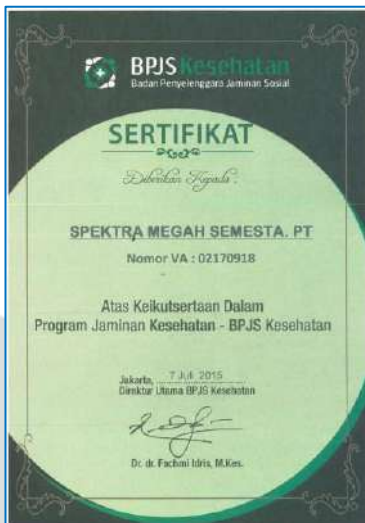 BPJS Kesehatan
Badan Penyelenggara Jaminan Sosial
SERTIFIKAT
Diberikan Kepada :
SPEKTRA MEGAH SEMESTA. PT
Nomor VA : 02170918
Atas Keikutsertaan Dalam
Program Jaminan Kesehatan - BPJS Kesehatan
Jakarta, 7 Juli 2015
Direktur Utama BPJS Kesehatan
Dr. dr. Fachmi Idris, M.Kes.